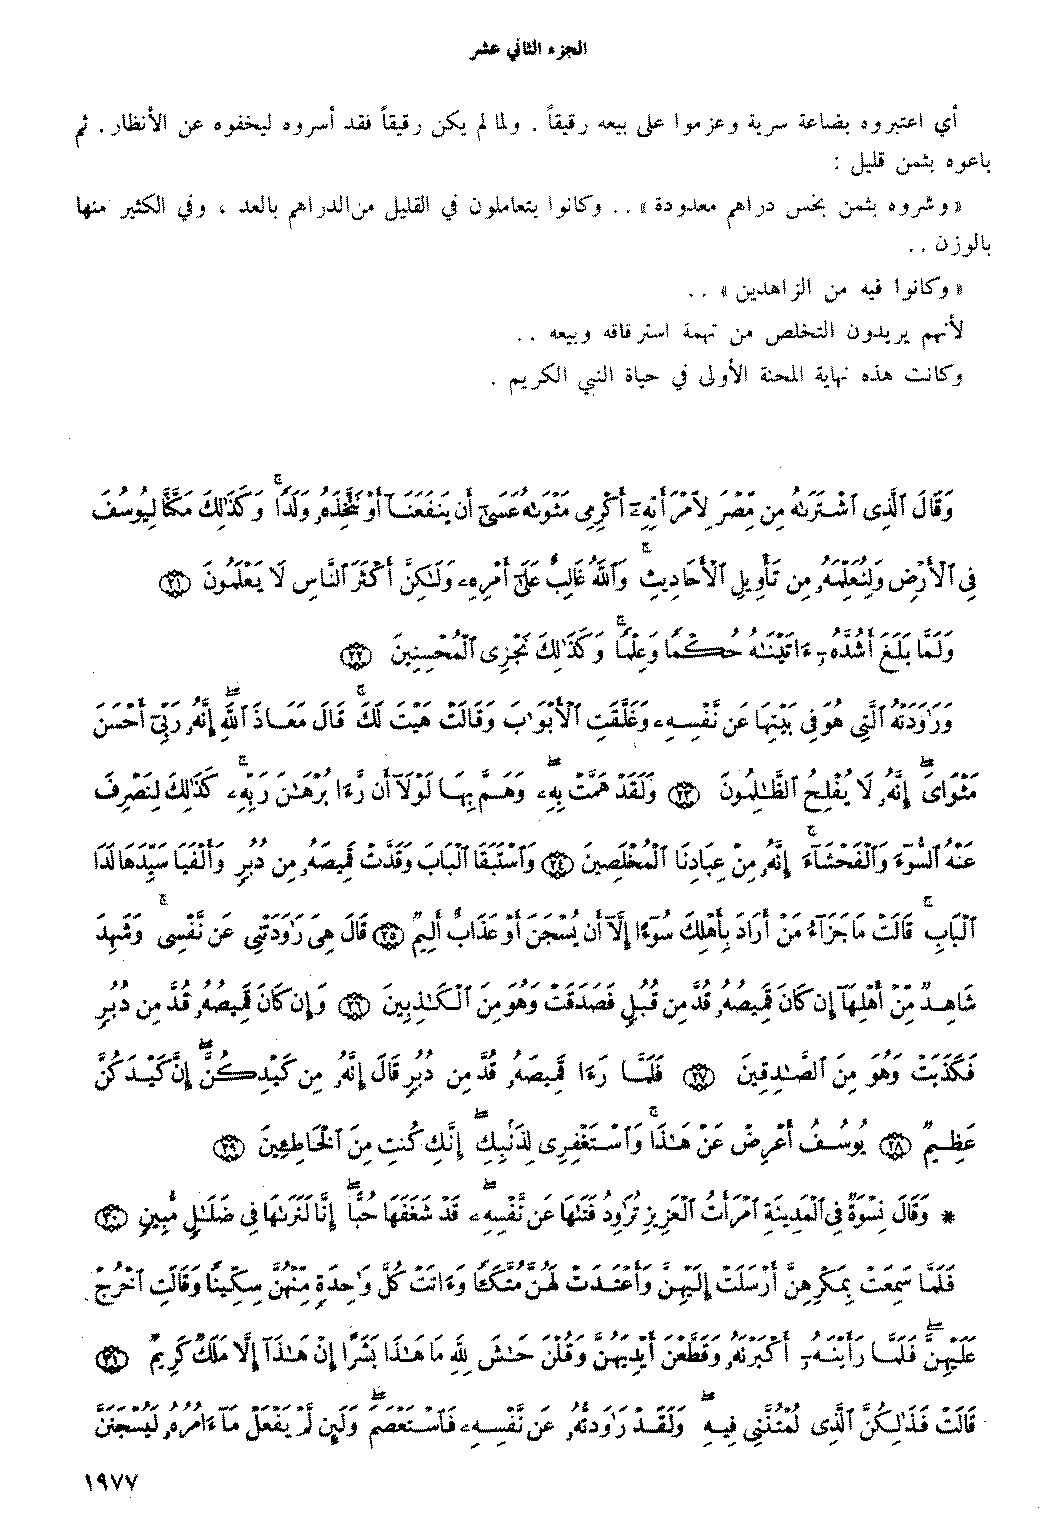 الجزء الثاني عشر
أي اعتبروه بضاعة سرية وعزموا على بيعه رقيقاً . ولما لم يكن رقيقاً فقد أسروه ليخفوه عن الأنظار . ثم
باعوه بثمن قليل :
« وشروه بثمن بخس دراهم معدودة » .. وكانوا يتعاملون في القليل من الدراهم بالعد ، وفي الكثير منها
بالوزن ..
« وكانوا فيه من الزاهدين » ..
لأنهم يريدون التخلص من تهمة استرقاقه وبيعه ..
وكانت هذه نهاية المحنة الأولى في حياة النبي الكريم .
وَقَالَ ٱلَّذِى ٱشْتَرَىٰهُ مِن مِّصْرَ لِٱمْرَأَتِهِۦٓ أَكْرِمِى مَثْوَىٰهُ عَسَىٰٓ أَن يَنفَعَنَآ أَوْ نَتَّخِذَهُۥ وَلَدًا ۚ وَكَذَٰلِكَ مَكَّنَّا لِيُوسُفَ
فِى ٱلْأَرْضِ وَلِنُعَلِّمَهُۥ مِن تَأْوِيلِ ٱلْأَحَادِيثِ ۚ وَٱللَّهُ غَالِبٌ عَلَىٰٓ أَمْرِهِۦ وَلَـٰكِنَّ أَكْثَرَ ٱلنَّاسِ لَا يَعْلَمُونَ ٢١
وَلَمَّا بَلَغَ أَشُدَّهُۥٓ ءَاتَيْنَـٰهُ حُكْمًا وَعِلْمًا ۚ وَكَذَٰلِكَ نَجْزِى ٱلْمُحْسِنِينَ ٢٢
وَرَٰوَدَتْهُ ٱلَّتِى هُوَ فِى بَيْتِهَا عَن نَّفْسِهِۦ وَغَلَّقَتِ ٱلْأَبْوَٰبَ وَقَالَتْ هَيْتَ لَكَ ۚ قَالَ مَعَاذَ ٱللَّهِ ۖ إِنَّهُۥ رَبِّىٓ أَحْسَنَ
مَثْوَاىَ ۖ إِنَّهُۥ لَا يُفْلِحُ ٱلظَّـٰلِمُونَ ٢٣ وَلَقَدْ هَمَّتْ بِهِۦ ۖ وَهَمَّ بِهَا لَوْلَآ أَن رَّءَا بُرْهَـٰنَ رَبِّهِۦ ۚ كَذَٰلِكَ لِنَصْرِفَ
عَنْهُ ٱلسُّوٓءَ وَٱلْفَحْشَآءَ ۚ إِنَّهُۥ مِنْ عِبَادِنَا ٱلْمُخْلَصِينَ ٢٤ وَٱسْتَبَقَا ٱلْبَابَ وَقَدَّتْ قَمِيصَهُۥ مِن دُبُرٍ وَأَلْفَيَا سَيِّدَهَا لَدَا
ٱلْبَابِ ۚ قَالَتْ مَا جَزَآءُ مَنْ أَرَادَ بِأَهْلِكَ سُوٓءًا إِلَّآ أَن يُسْجَنَ أَوْ عَذَابٌ أَلِيمٌ ٢٥ قَالَ هِىَ رَٰوَدَتْنِى عَن نَّفْسِى ۚ وَشَهِدَ
شَاهِدٌ مِّنْ أَهْلِهَآ إِن كَانَ قَمِيصُهُۥ قُدَّ مِن قُبُلٍ فَصَدَقَتْ وَهُوَ مِنَ ٱلْكَـٰذِبِينَ ٢٦ وَإِن كَانَ قَمِيصُهُۥ قُدَّ مِن دُبُرٍ
فَكَذَبَتْ وَهُوَ مِنَ ٱلصَّـٰدِقِينَ ٢٧ فَلَمَّا رَءَا قَمِيصَهُۥ قُدَّ مِن دُبُرٍ قَالَ إِنَّهُۥ مِن كَيْدِكُنَّ ۖ إِنَّ كَيْدَكُنَّ
عَظِيمٌ ٢٨ يُوسُفُ أَعْرِضْ عَنْ هَـٰذَا ۚ وَٱسْتَغْفِرِى لِذَنۢبِكِ ۖ إِنَّكِ كُنتِ مِنَ ٱلْخَاطِـِٔينَ ٢٩
* وَقَالَ نِسْوَةٌ فِى ٱلْمَدِينَةِ ٱمْرَأَتُ ٱلْعَزِيزِ تُرَٰوِدُ فَتَىٰهَا عَن نَّفْسِهِۦ ۖ قَدْ شَغَفَهَا حُبًّا ۖ إِنَّا لَنَرَىٰهَا فِى ضَلَـٰلٍ مُّبِينٍ ٣٠
فَلَمَّا سَمِعَتْ بِمَكْرِهِنَّ أَرْسَلَتْ إِلَيْهِنَّ وَأَعْتَدَتْ لَهُنَّ مُتَّكَـًٔا وَءَاتَتْ كُلَّ وَٰحِدَةٍ مِّنْهُنَّ سِكِّينًا وَقَالَتِ ٱخْرُجْ
عَلَيْهِنَّ ۖ فَلَمَّا رَأَيْنَهُۥٓ أَكْبَرْنَهُۥ وَقَطَّعْنَ أَيْدِيَهُنَّ وَقُلْنَ حَـٰشَ لِلَّهِ مَا هَـٰذَا بَشَرًا إِنْ هَـٰذَآ إِلَّا مَلَكٌ كَرِيمٌ ٣١
قَالَتْ فَذَٰلِكُنَّ ٱلَّذِى لُمْتُنَّنِى فِيهِ ۖ وَلَقَدْ رَٰوَدتُّهُۥ عَن نَّفْسِهِۦ فَٱسْتَعْصَمَ ۖ وَلَئِن لَّمْ يَفْعَلْ مَآ ءَامُرُهُۥ لَيُسْجَنَنَّ
١٩٧٧